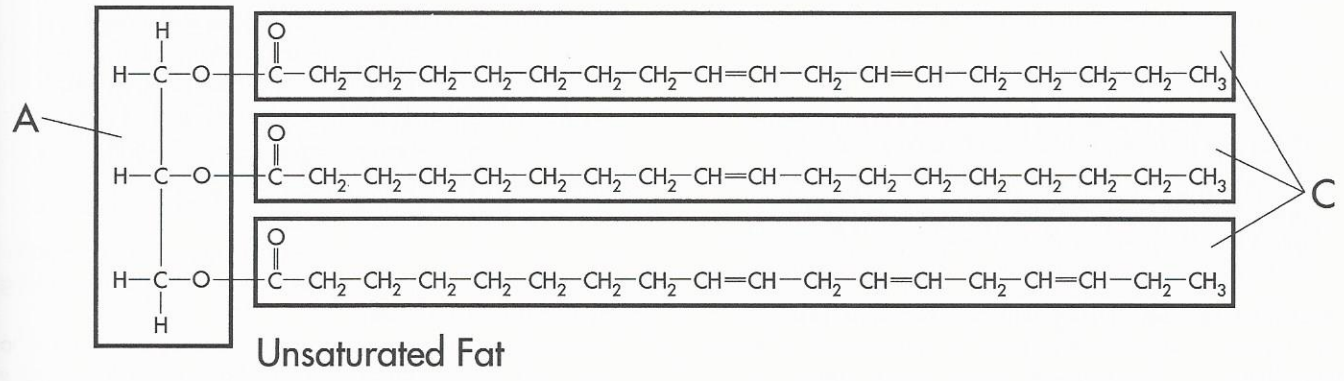 H O
H—C—O—C—CH2—CH2—CH2—CH2—CH2—CH2—CH2—CH=CH—CH2—CH=CH—CH2—CH2—CH2—CH2—CH3
A
O
H—C—O—C—CH2—CH2—CH2—CH2—CH2—CH2—CH2—CH=CH—CH2—CH2—CH2—CH2—CH2—CH2—CH2—CH3
C
O
H—C—O—C—CH2—CH2—CH2—CH2—CH2—CH2—CH2—CH=CH—CH2—CH=CH—CH2—CH=CH—CH2—CH3
H
Unsaturated Fat